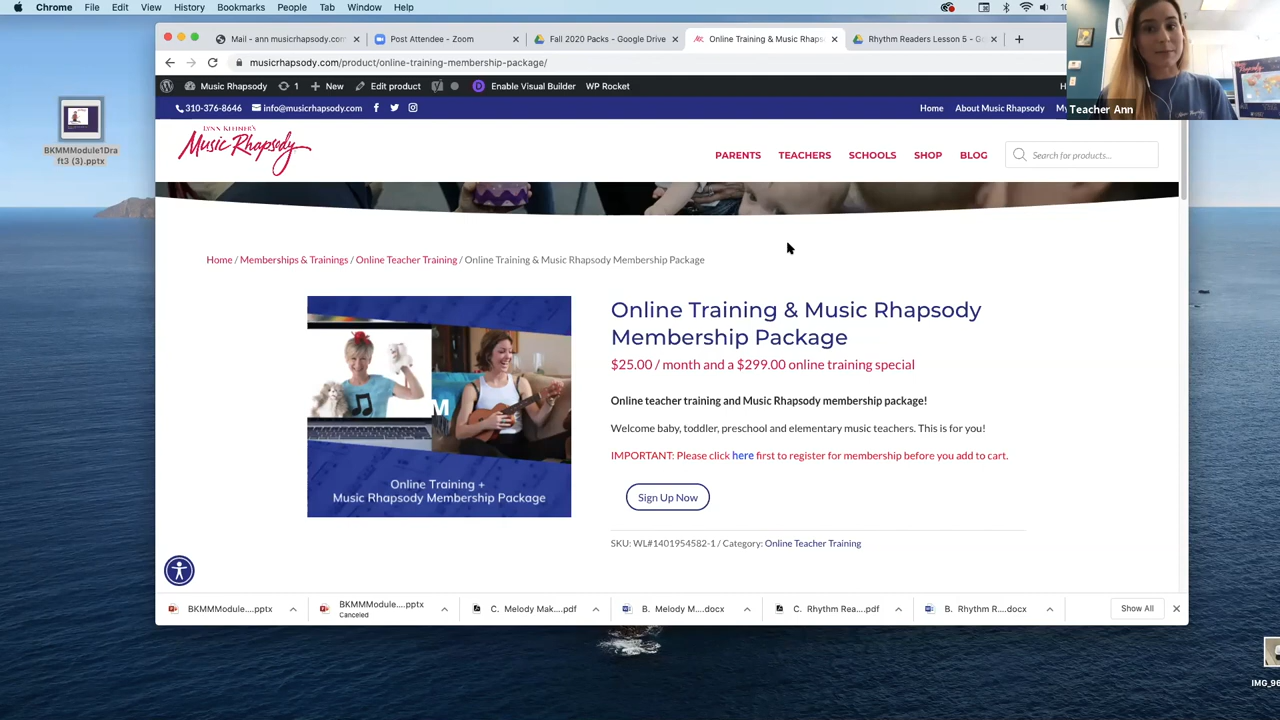 Chrome File Edit View History Bookmarks People Tab Window Help
Mail - ann musicrhapsody.com
Post Attendee - Zoom
Fall 2020 Packs - Google Drive
Online Training & Music Rhaps
Rhythm Readers Lesson 5 - G
musicrhapsody.com/product/online-training-membership-package/
Music Rhapsody 1 New Edit product Enable Visual Builder WP Rocket
Teacher Ann
310-376-8646 info@musicrhapsody.com Home About Music Rhapsody
LYNN KLEINER'S
Music Rhapsody
PARENTS TEACHERS SCHOOLS SHOP BLOG Search for products...
Home / Memberships & Trainings / Online Teacher Training / Online Training & Music Rhapsody Membership Package
BKMMModule1Dra
ft3 (3).pptx
Online Training & Music Rhapsody
Membership Package
$25.00 / month and a $299.00 online training special
Online teacher training and Music Rhapsody membership package!
Welcome baby, toddler, preschool and elementary music teachers. This is for you!
IMPORTANT: Please click here first to register for membership before you add to cart.
Sign Up Now
SKU: WL#1401954582-1 / Category: Online Teacher Training
Online Training +
Music Rhapsody Membership Package
BKMMModule....pptx
BKMMModule....pptx
Canceled
C. Melody Mak....pdf
B. Melody M....docx
C. Rhythm Rea....pdf
B. Rhythm R....docx
Show All
IMG_96